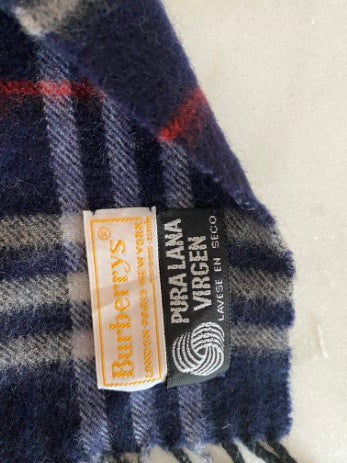 Burberrys®
LONDON·PARIS·NEW YORK
PURA LANA
VIRGEN
LAVESE EN SECO